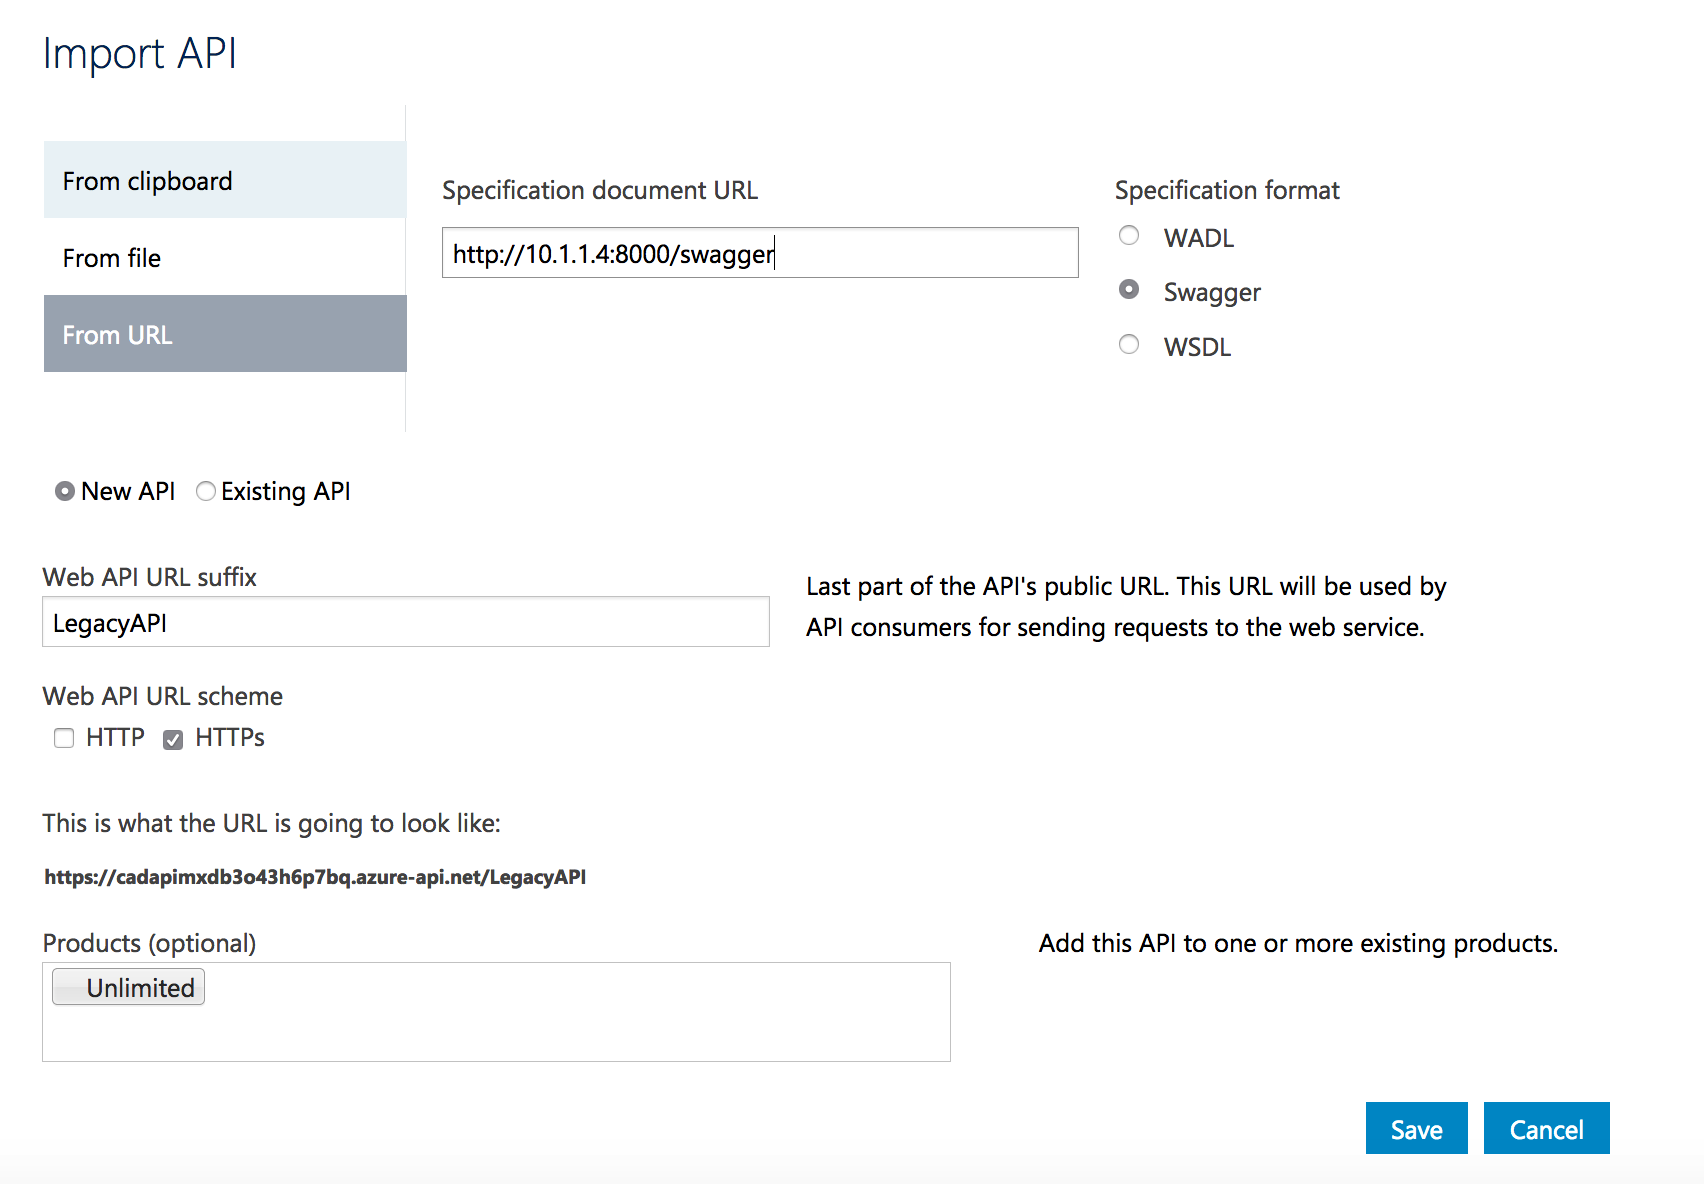 Import API
From clipboard
From file
From URL
Specification document URL
http://10.1.1.4:8000/swagger
Specification format
WADL
Swagger
WSDL
New API
Existing API
Web API URL suffix
LegacyAPI
Last part of the API's public URL. This URL will be used by
API consumers for sending requests to the web service.
Web API URL scheme
HTTP
HTTPs
This is what the URL is going to look like:
https://cadapimxdb3o43h6p7bq.azure-api.net/LegacyAPI
Products (optional)
Unlimited
Add this API to one or more existing products.
Save
Cancel